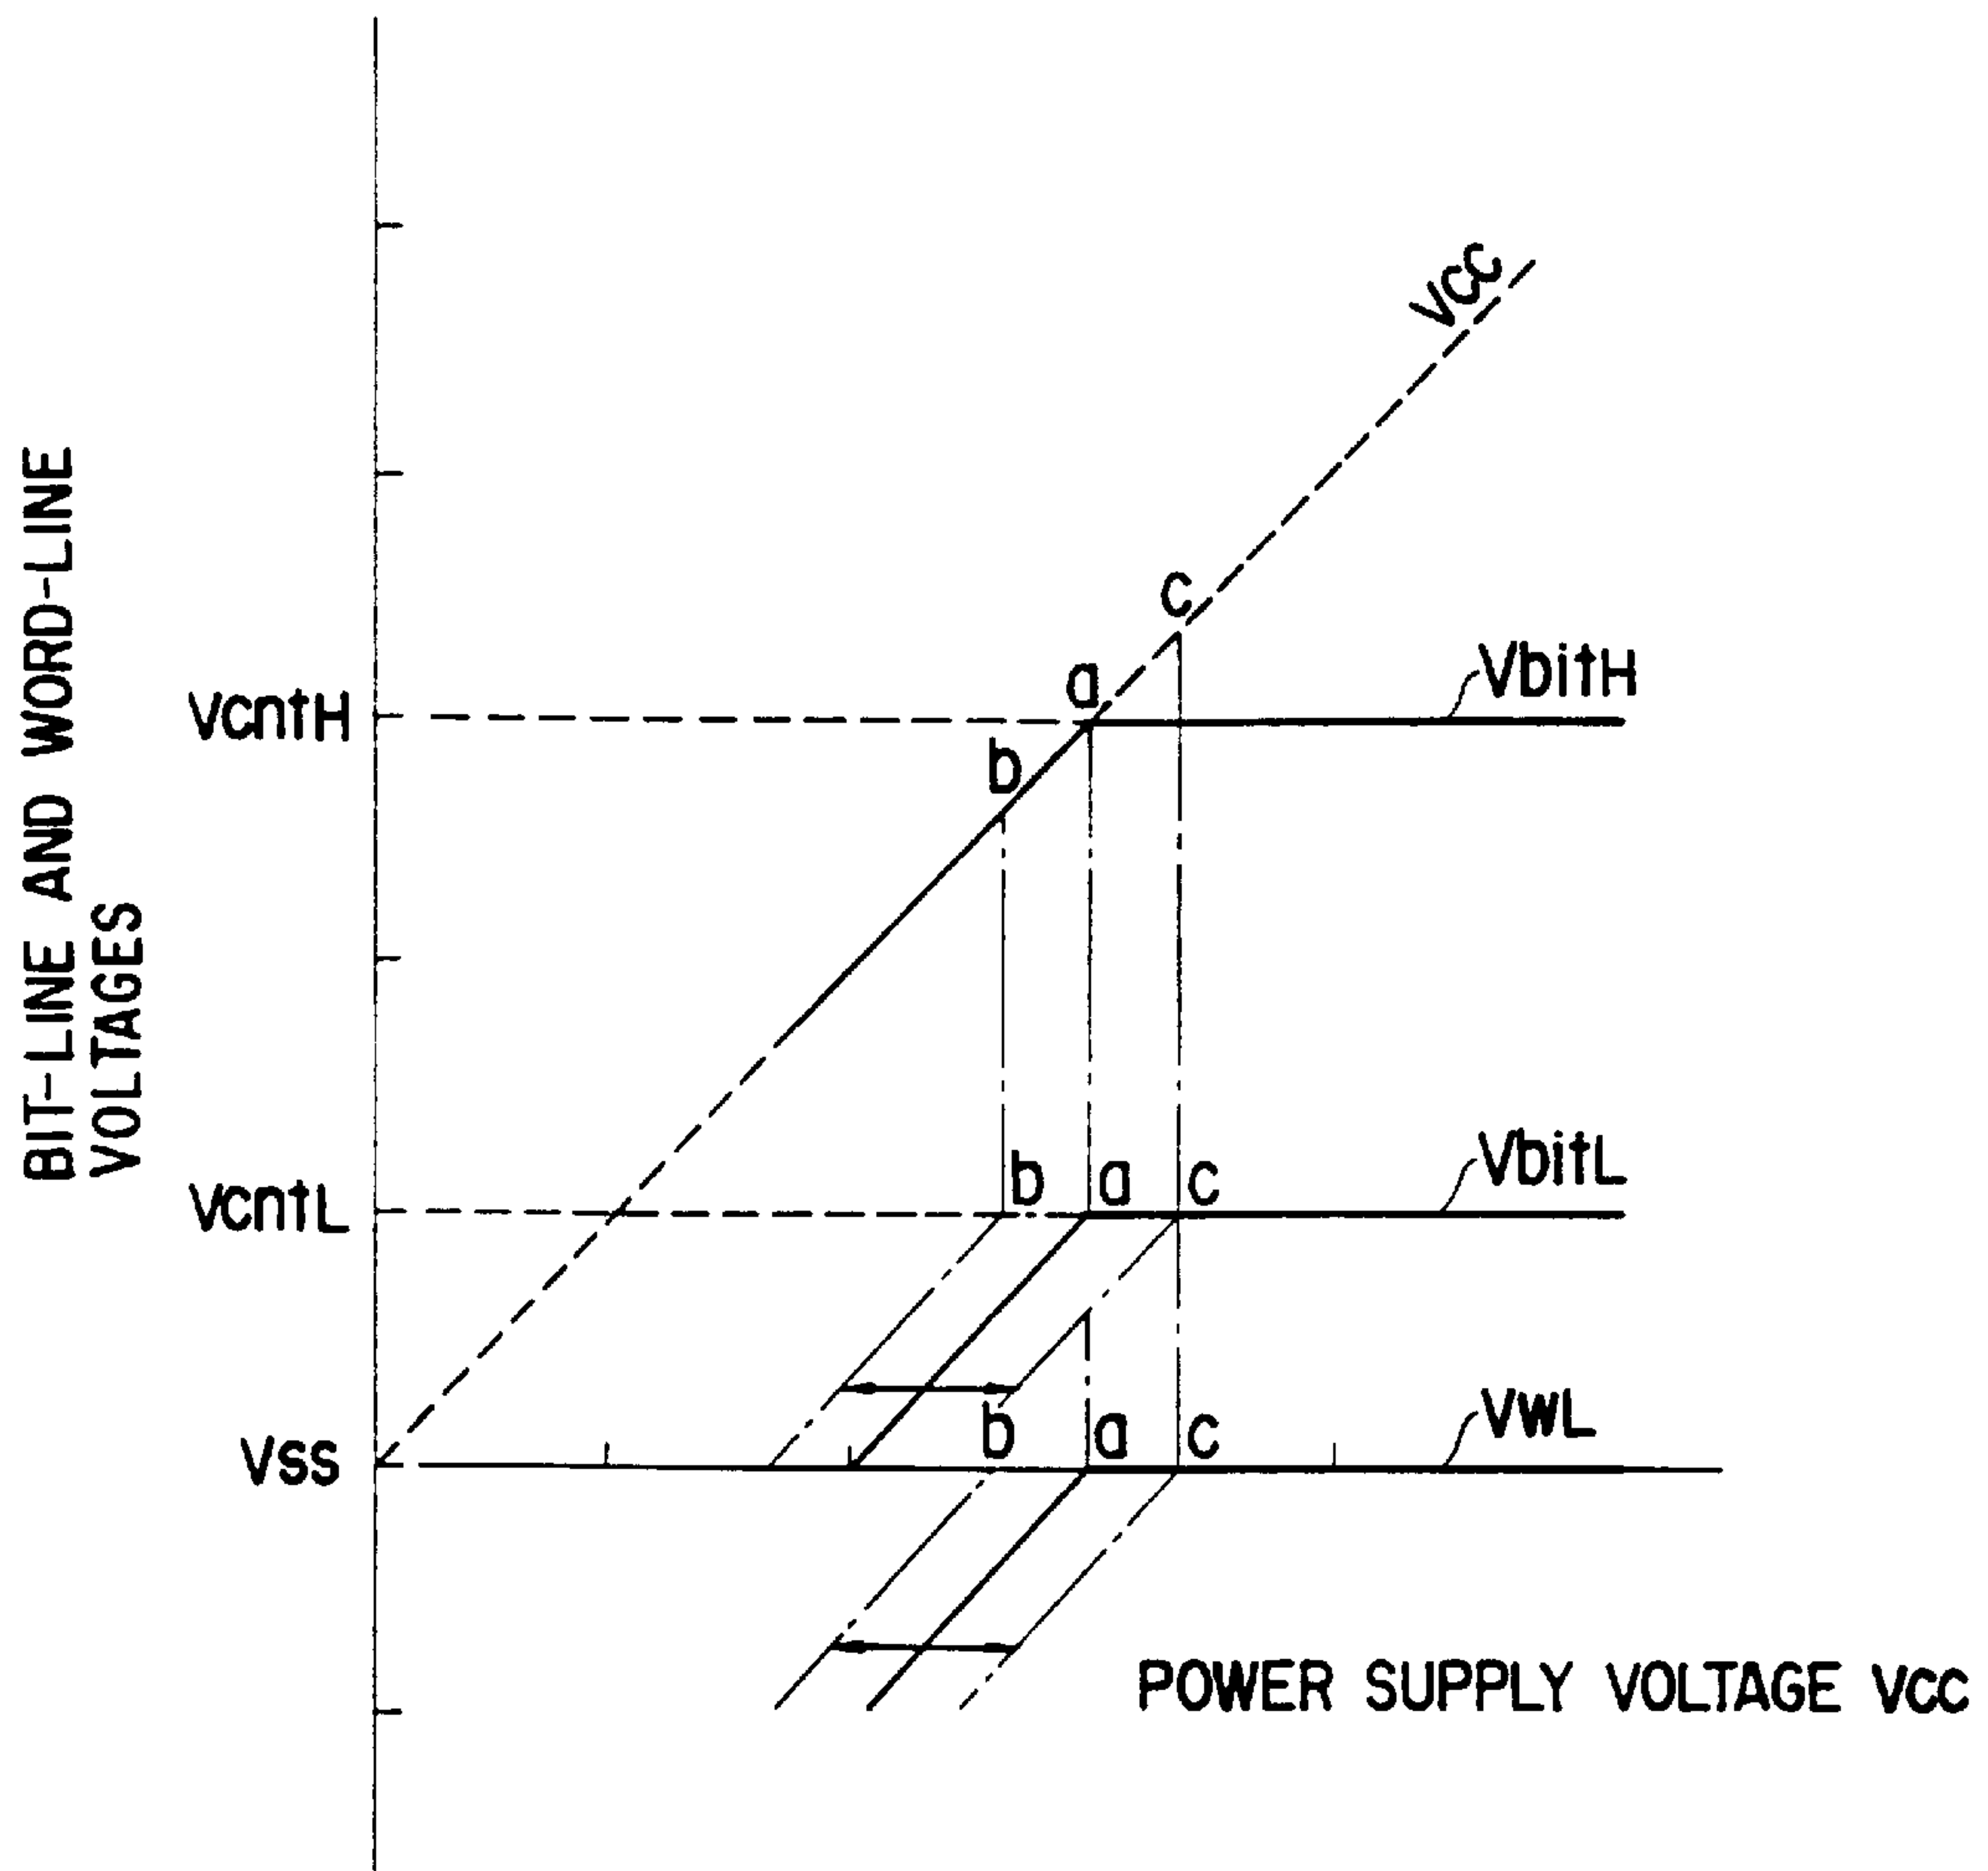 BIT-LINE AND WORD-LINE
VOLTAGES
VCC
c
a
VbitH
VcntH
b
b
a
c
VbitL
VcntL
b
a
c
VWL
VSS
POWER SUPPLY VOLTAGE VCC